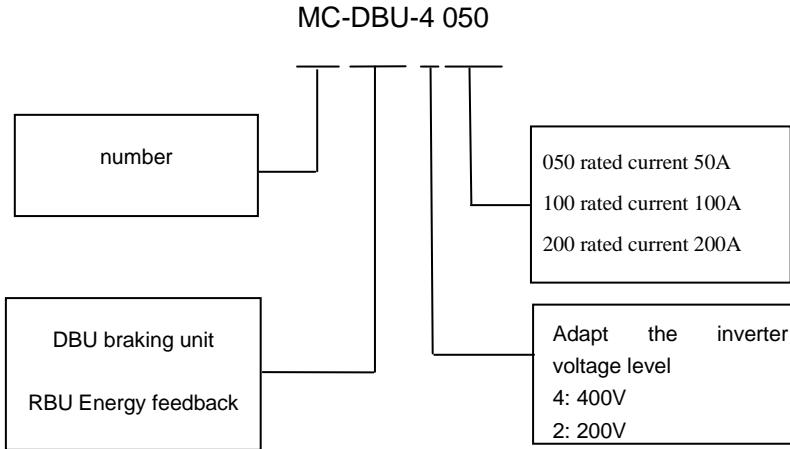 MC-DBU-4 050
number
050 rated current 50A
100 rated current 100A
200 rated current 200A
DBU braking unit
RBU Energy feedback
Adapt the inverter
voltage level
4: 400V
2: 200V